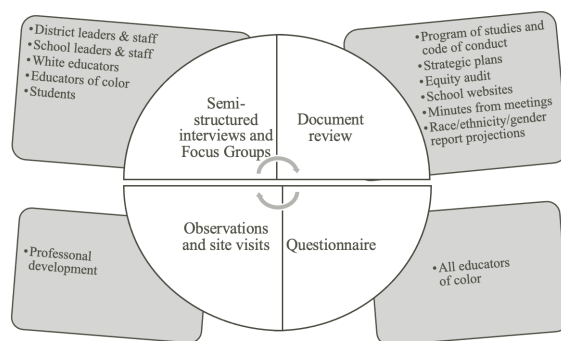 •District leaders & staff
•School leaders & staff
•White educators
•Educators of color
•Students
•Program of studies and
code of conduct
•Strategic plans
•Equity audit
•School websites
•Minutes from meetings
•Race/ethnicity/gender
report projections
Semi-
structured
interviews and
Focus Groups
Document
review
Observations
and site visits
Questionnaire
•Professonal
development
•All educators
of color